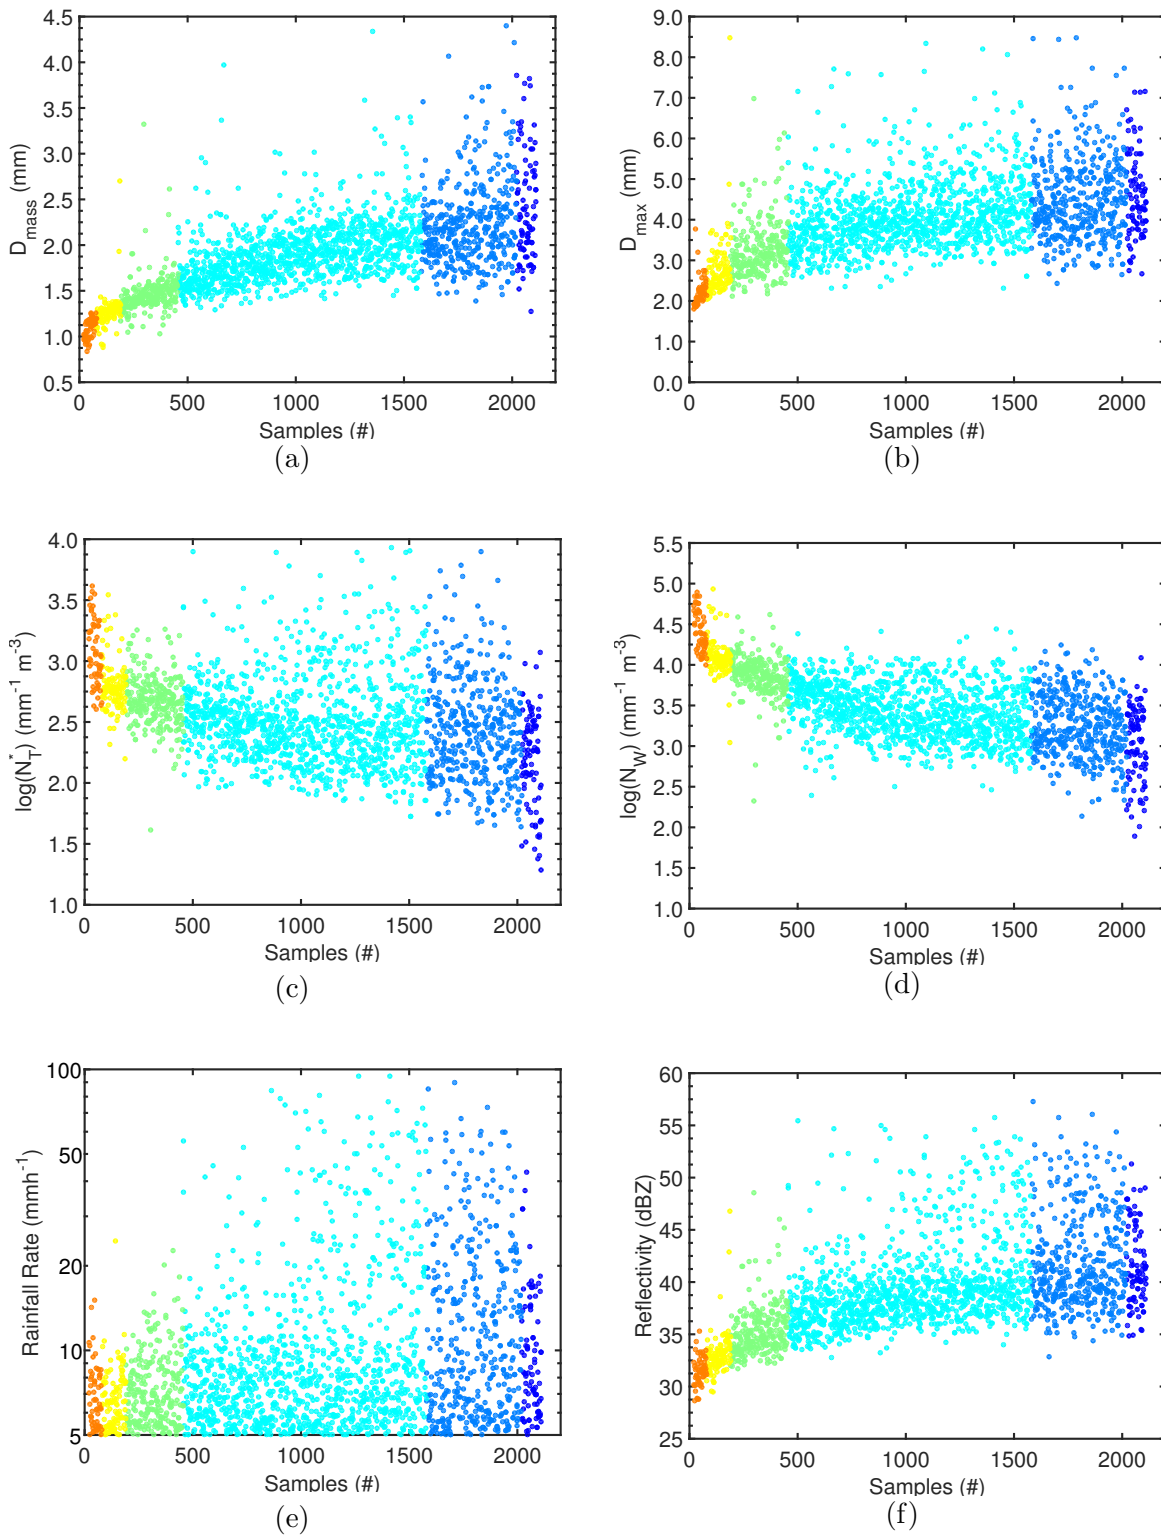 4.5
4.0
3.5
3.0
2.5
2.0
1.5
1.0
0.5
D_mass (mm)
0 500 1000 1500 2000
Samples (#)
(a)
9.0
8.0
7.0
6.0
5.0
4.0
3.0
2.0
1.0
0.0
D_max (mm)
0 500 1000 1500 2000
Samples (#)
(b)
4.0
3.5
3.0
2.5
2.0
1.5
1.0
log(N_T^*) (mm^-1 m^-3)
0 500 1000 1500 2000
Samples (#)
(c)
5.5
5.0
4.5
4.0
3.5
3.0
2.5
2.0
1.5
1.0
log(N_W) (mm^-1 m^-3)
0 500 1000 1500 2000
Samples (#)
(d)
100
50
20
10
5
Rainfall Rate (mmh^-1)
0 500 1000 1500 2000
Samples (#)
(e)
60
55
50
45
40
35
30
25
Reflectivity (dBZ)
0 500 1000 1500 2000
Samples (#)
(f)